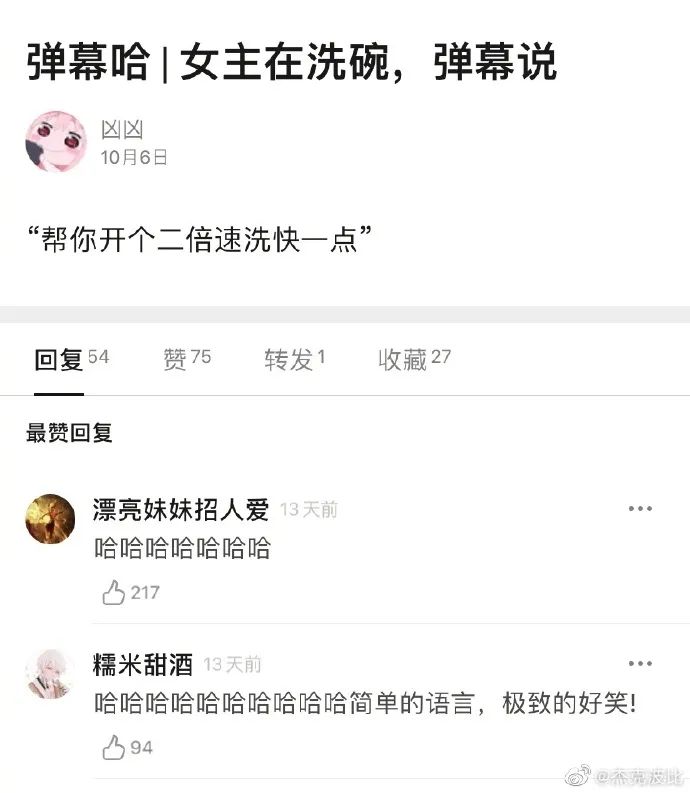 弹幕哈 | 女主在洗碗，弹幕说
凶凶
10月6日
“帮你开个二倍速洗快一点”
回复 54 赞 75 转发 1 收藏 27
最赞回复
漂亮妹妹招人爱 13天前
哈哈哈哈哈哈哈
217
糯米甜酒 13天前
哈哈哈哈哈哈哈哈哈哈简单的语言，极致的好笑!
94
@杰克波比